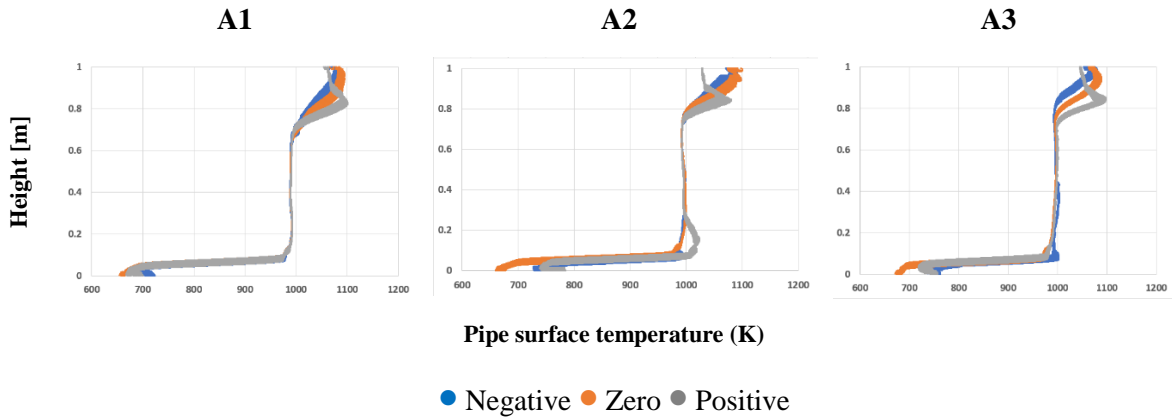 A1 A2 A3
Height [m]
1 1 1
0.8 0.8 0.8
0.6 0.6 0.6
0.4 0.4 0.4
0.2 0.2 0.2
0 0 0
600 700 800 900 1000 1100 1200 600 700 800 900 1000 1100 1200 600 700 800 900 1000 1100 1200
Pipe surface temperature (K)
Negative Zero Positive